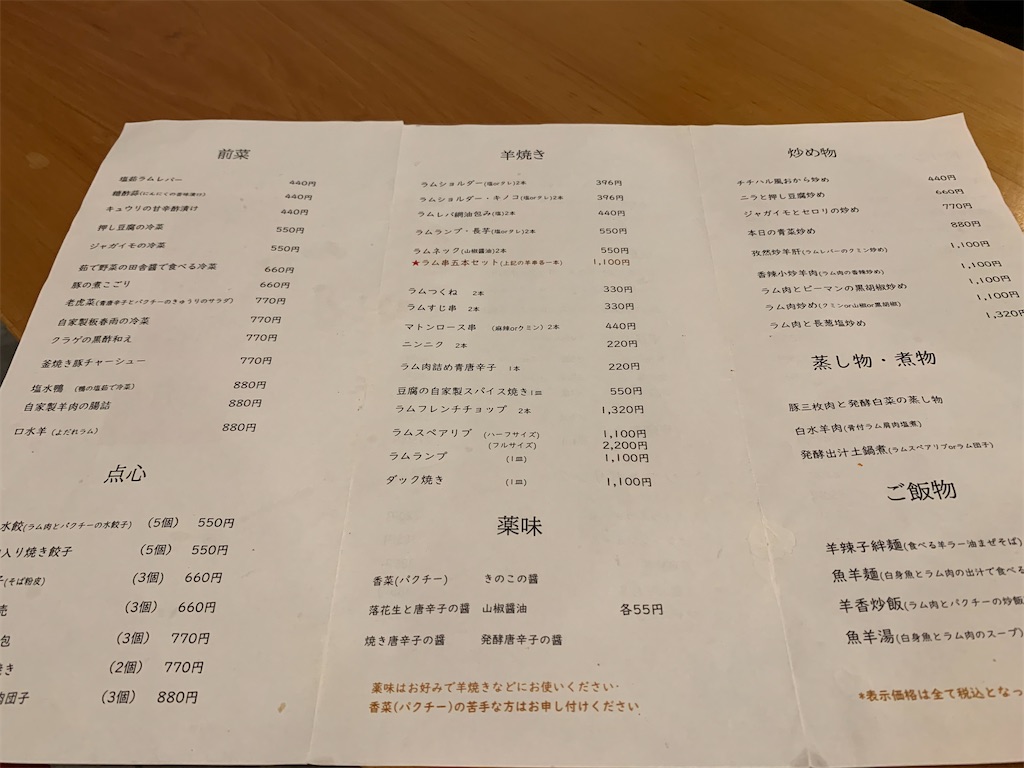 前菜
塩茹ラムレバー 440円
糖酢蒜(にんにくの壺味漬け) 440円
キュウリの甘辛酢漬け 440円
押し豆腐の冷菜 550円
ジャガイモの冷菜 550円
茹で野菜の田舎醤で食べる冷菜 660円
豚の煮こごり 660円
老虎菜(青唐辛子とパクチーのきゅうりのサラダ) 770円
自家製板春雨の冷菜 770円
クラゲの黒酢和え 770円
釜焼き豚チャーシュー 770円
塩水鴨 (鴨の塩茹で冷菜) 880円
自家製羊肉の腸詰 880円
口水羊 (よだれラム) 880円
点心
水餃(ラム肉とパクチーの水餃子) (5個) 550円
入り焼き餃子 (5個) 550円
(そば粉皮) (3個) 660円
売 (3個) 660円
包 (3個) 770円
き (2個) 770円
団子 (3個) 880円
羊焼き
ラムショルダー(塩orタレ)2本 396円
ラムショルダー・キノコ(塩orタレ)2本 396円
ラムレバ網油包み(塩)2本 440円
ラムランプ・長芋(塩orタレ)2本 550円
ラムネック(山椒醤油)2本 550円
★ラム串五本セット(上記の羊串各一本) 1,100円
ラムつくね 2本 330円
ラムすじ串 2本 330円
マトンロース串 (麻辣orクミン)2本 440円
ニンニク 2本 220円
ラム肉詰め青唐辛子 1本 220円
豆腐の自家製スパイス焼き1皿 550円
ラムフレンチチョップ 2本 1,320円
ラムスペアリブ (ハーフサイズ) 1,100円
(フルサイズ) 2,200円
ラムランプ (1皿) 1,100円
ダック焼き (1皿) 1,100円
薬味
香菜(パクチー) きのこの醤
落花生と唐辛子の醤 山椒醤油 各55円
焼き唐辛子の醤 発酵唐辛子の醤
薬味はお好みで羊焼きなどにお使いください·
香菜(パクチー)の苦手な方はお申し付けください
炒め物
チチハル風おから炒め 440円
ニラと押し豆腐炒め 660円
ジャガイモとセロリの炒め 770円
本日の青菜炒め 880円
孜然炒羊肝(ラムレバーのクミン炒め) 1,100円
香辣小炒羊肉(ラム肉の香辣炒め) 1,100円
ラム肉とピーマンの黒胡椒炒め 1,100円
ラム肉炒め(クミンor山椒or黒胡椒) 1,100円
ラム肉と長葱塩炒め 1,320円
蒸し物・煮物
豚三枚肉と発酵白菜の蒸し物
白水羊肉(骨付ラム肩肉塩煮)
発酵出汁土鍋煮(ラムスペアリブorラム団子)
ご飯物
羊辣子絆麺(食べる羊ラー油まぜそば)
魚羊麺(白身魚とラム肉の出汁で食べる
羊香炒飯(ラム肉とパクチーの炒飯
魚羊湯(白身魚とラム肉のスープ)
*表示価格は全て税込となっ